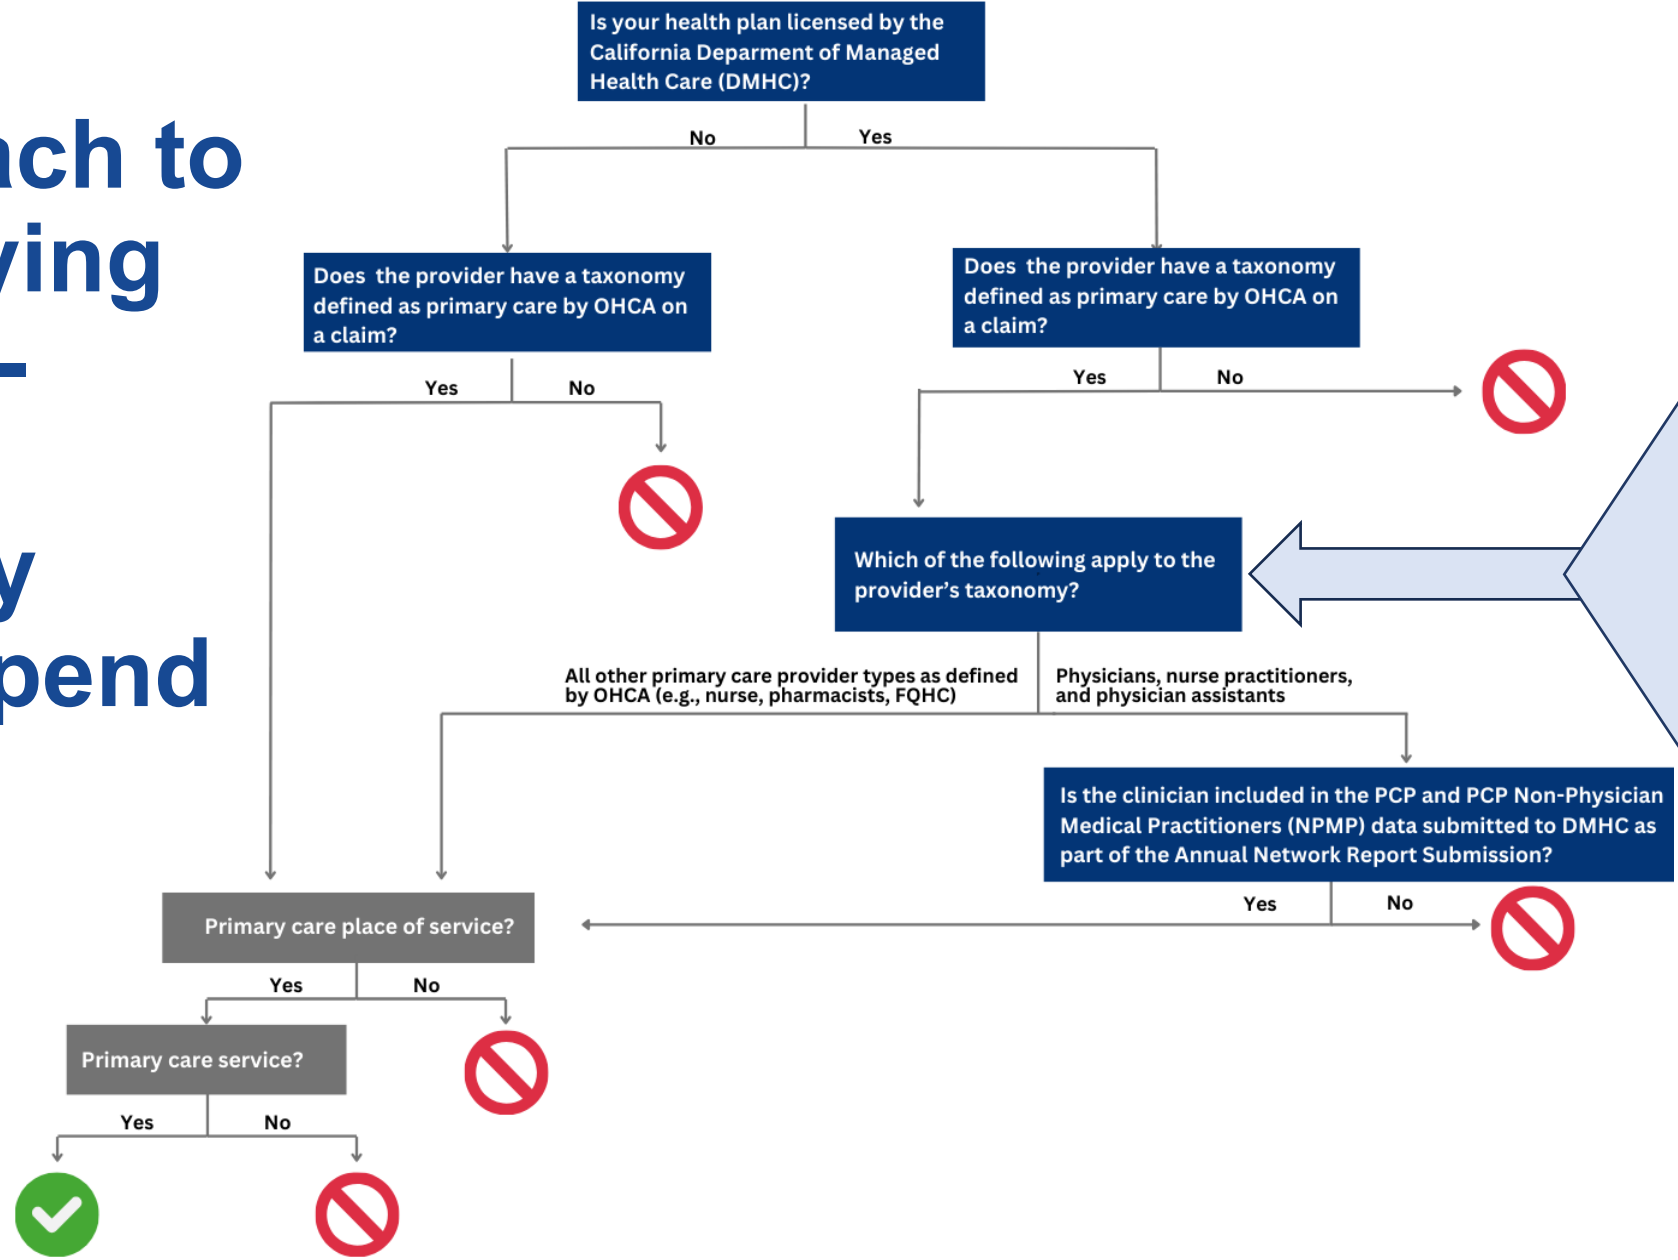 Is your health plan licensed by the
California Deparment of Managed
Health Care (DMHC)?
No
Yes
ach to
ying
–
y
pend
Does the provider have a taxonomy
defined as primary care by OHCA on
a claim?
Yes
No
Does the provider have a taxonomy
defined as primary care by OHCA on
a claim?
Yes
No
Which of the following apply to the
provider's taxonomy?
All other primary care provider types as defined
by OHCA (e.g., nurse, pharmacists, FQHC)
Physicians, nurse practitioners,
and physician assistants
Is the clinician included in the PCP and PCP Non-Physician
Medical Practitioners (NPMP) data submitted to DMHC as
part of the Annual Network Report Submission?
Yes
No
Primary care place of service?
Yes
No
Primary care service?
Yes
No